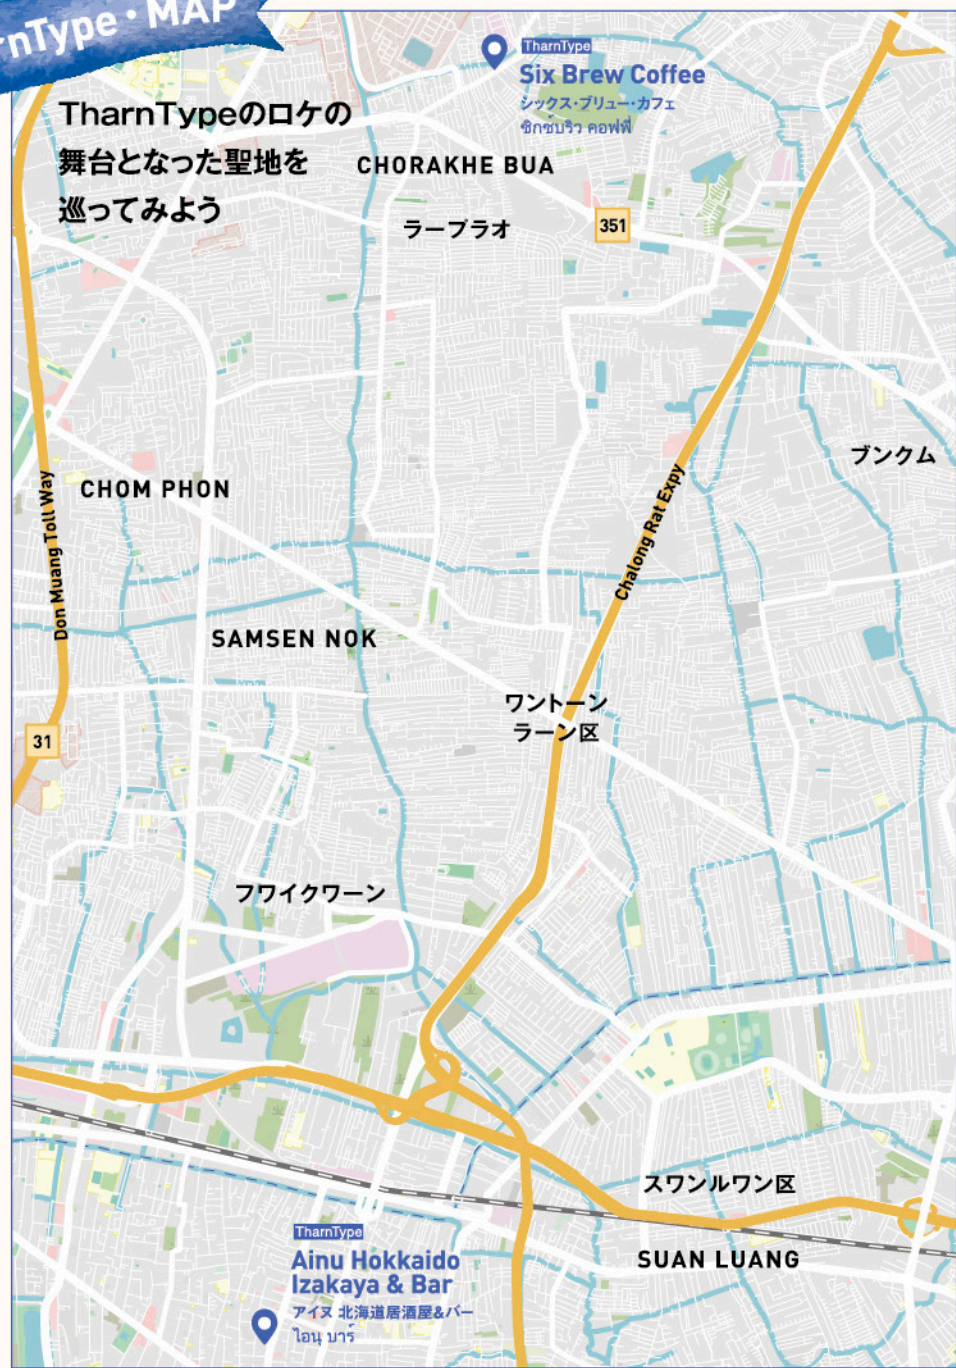 rnType・MAP
TharnTypeのロケの
舞台となった聖地を
巡ってみよう
TharnType
Six Brew Coffee
シックス・ブリュー・カフェ
ซิกซ์บริว คอฟฟี่
CHORAKHE BUA
ラープラオ
351
ブンクム
CHOM PHON
Don Muang Toll Way
Chalong Rat Expy
SAMSEN NOK
ワントーン
ラーン区
31
フワイクワーン
スワンルワン区
SUAN LUANG
TharnType
Ainu Hokkaido
Izakaya & Bar
アイヌ 北海道居酒屋&バー
ไอนุ บาร์